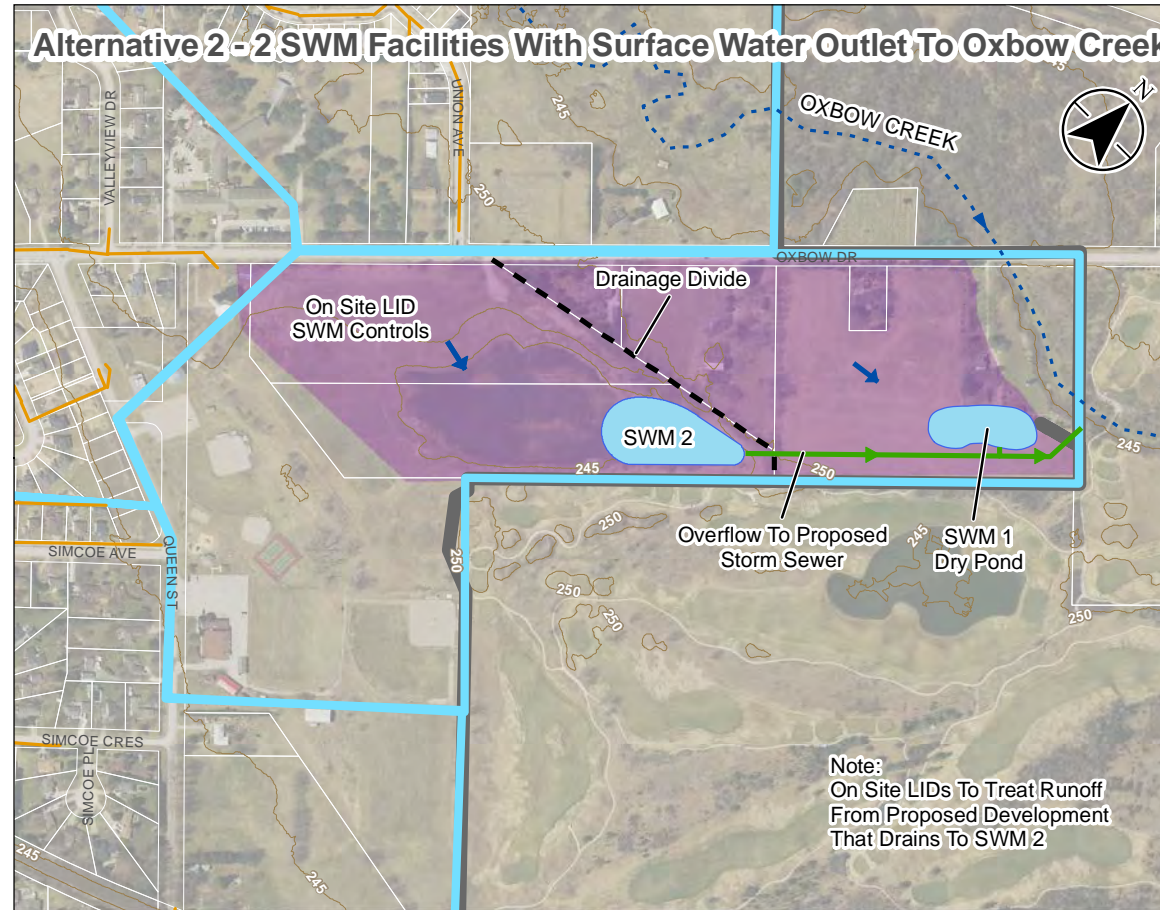 Alternative 2 - 2 SWM Facilities With Surface Water Outlet To Oxbow Creek
VALLEYVIEW DR
UNION AVE
245
245
N
OXBOW CREEK
250
OXBOW DR
Drainage Divide
On Site LID
SWM Controls
SWM 2
245
250
245
Overflow To Proposed
Storm Sewer
SWM 1
Dry Pond
SIMCOE AVE
QUEEN ST
250
250
245
250
250
250
SIMCOE CRES
SIMCOE PL
245
245
Note:
On Site LIDs To Treat Runoff
From Proposed Development
That Drains To SWM 2